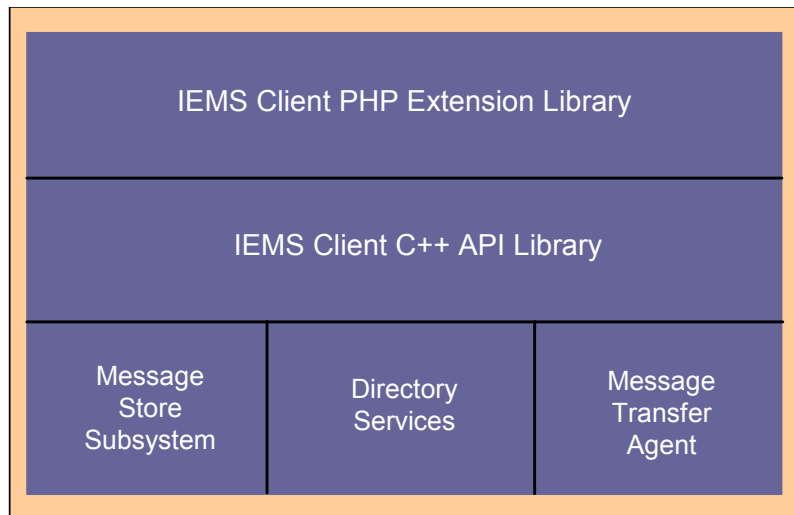 IEMS Client PHP Extension Library
IEMS Client C++ API Library
Message
Store
Subsystem
Directory
Services
Message
Transfer
Agent